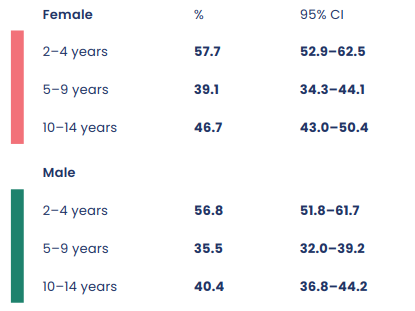 Female % 95% CI
2–4 years 57.7 52.9–62.5
5–9 years 39.1 34.3–44.1
10–14 years 46.7 43.0–50.4
Male
2–4 years 56.8 51.8–61.7
5–9 years 35.5 32.0–39.2
10–14 years 40.4 36.8–44.2